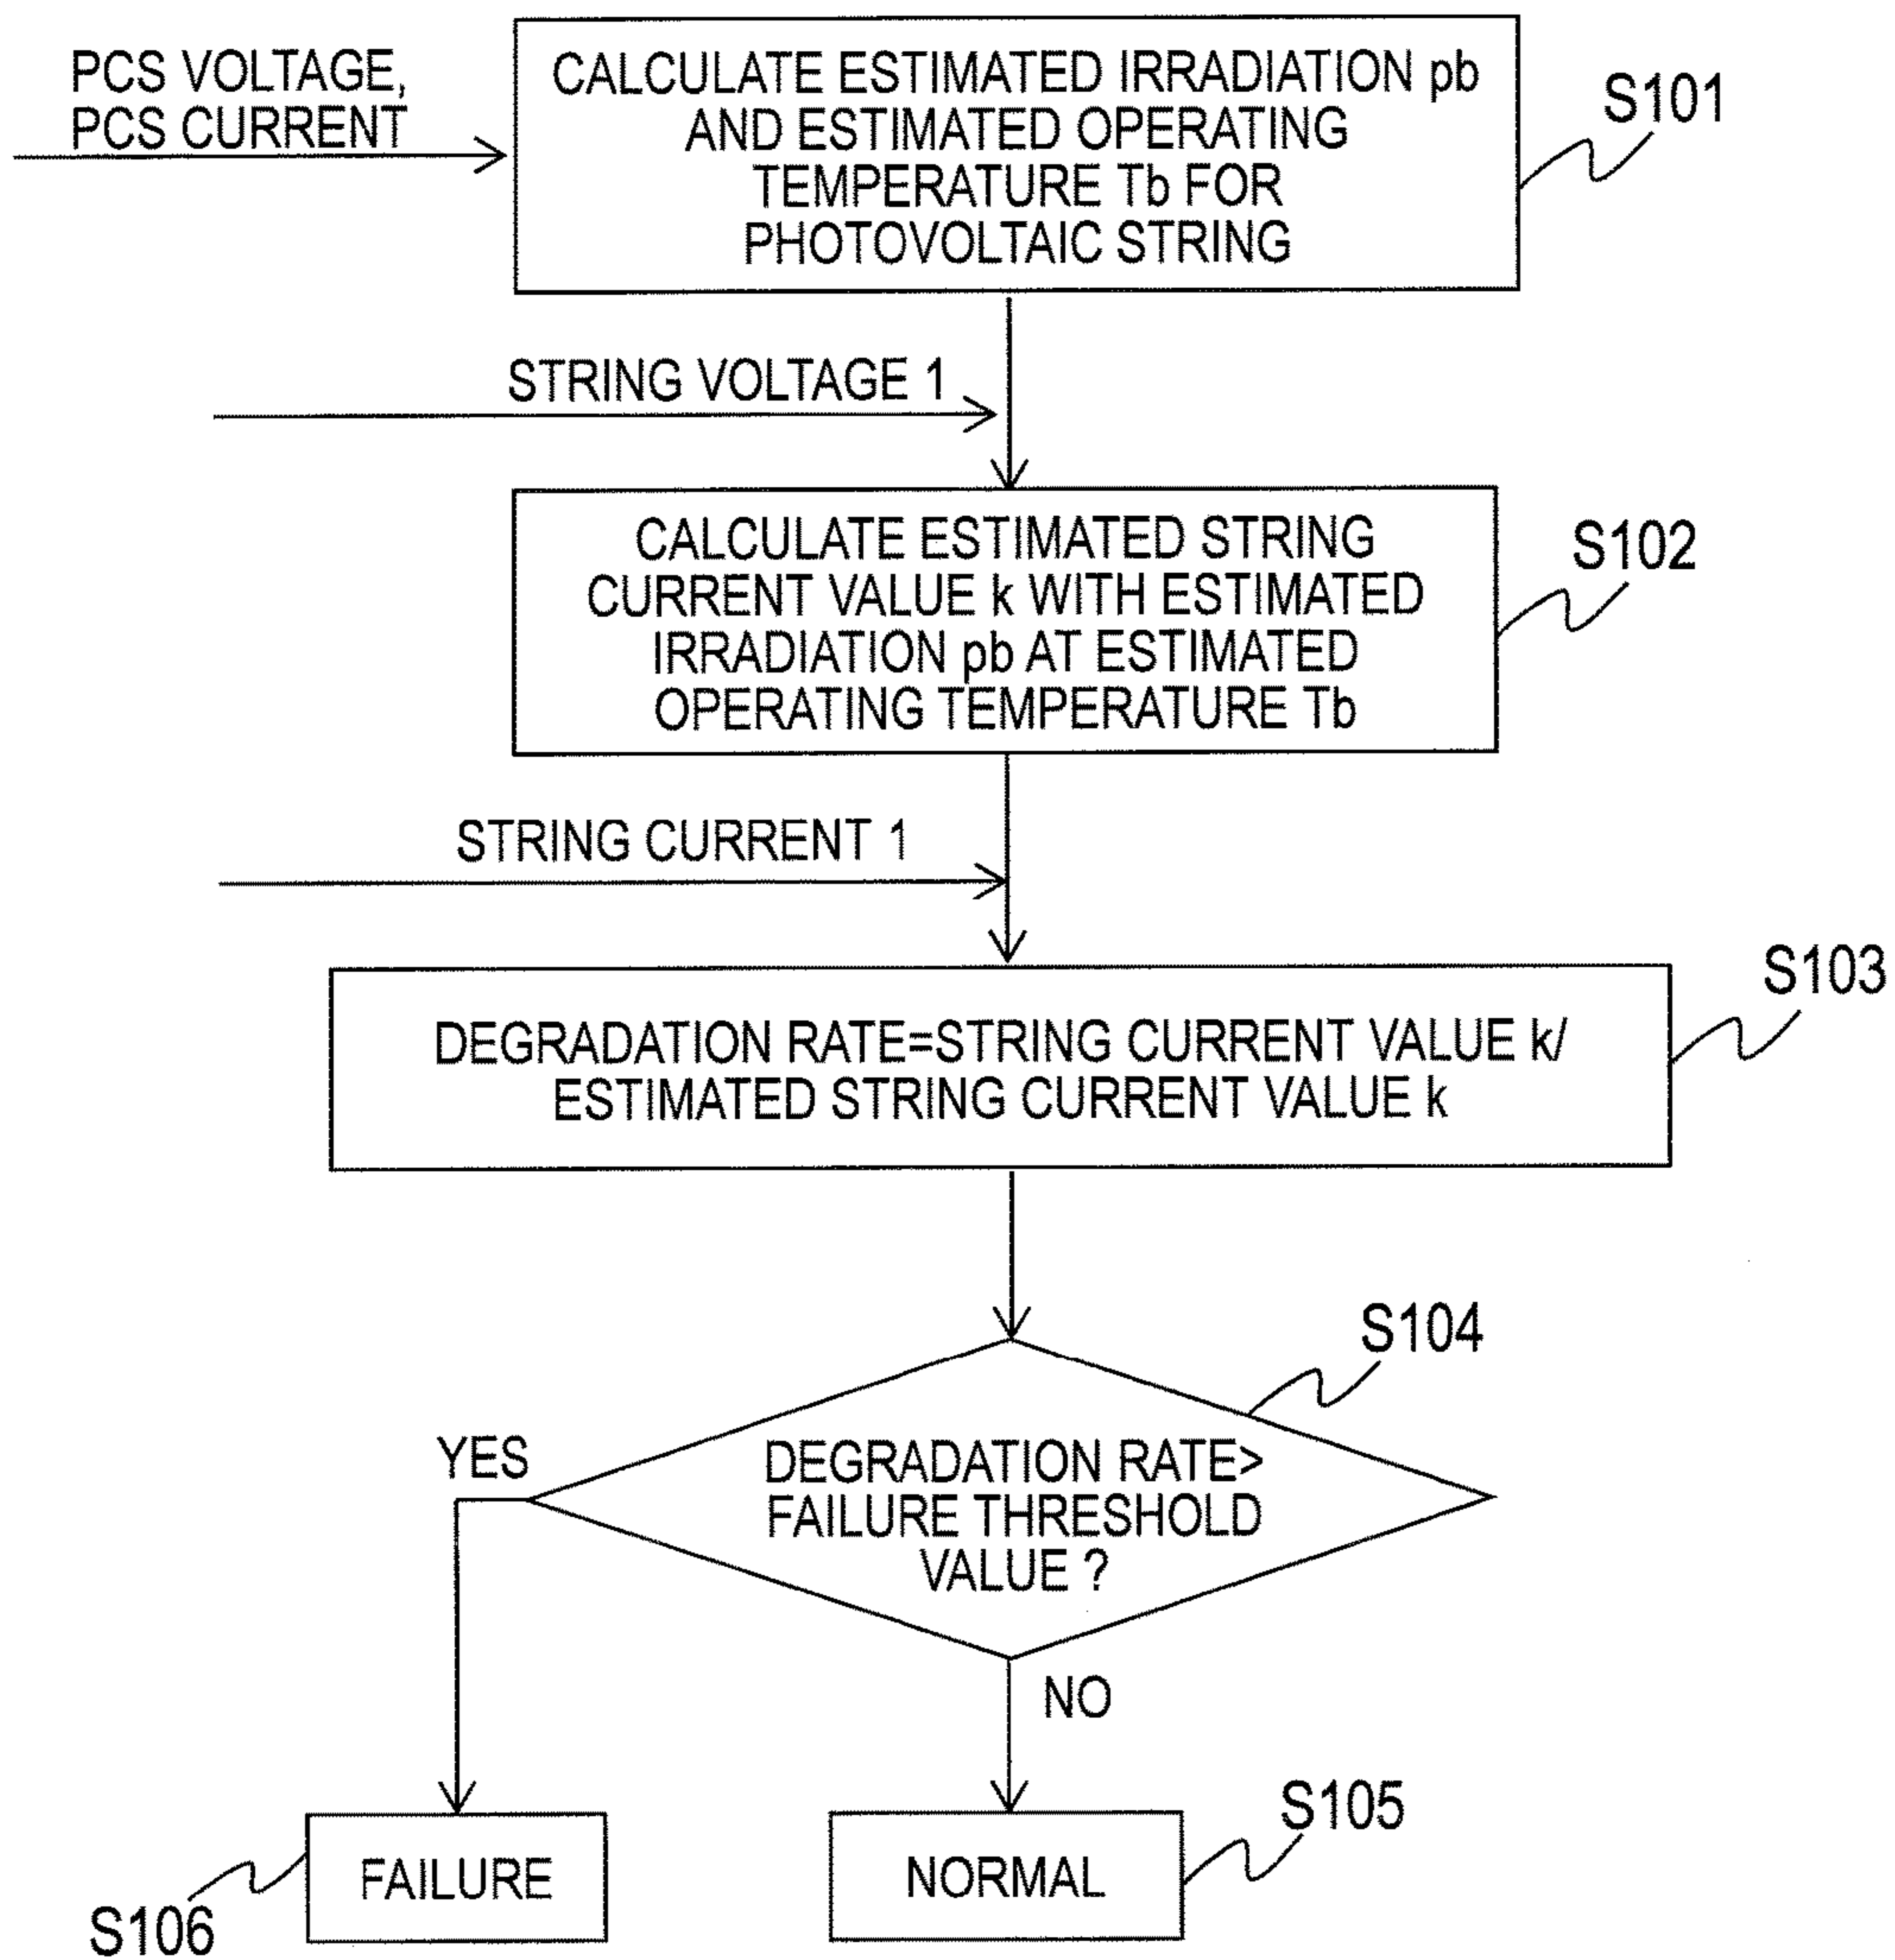 PCS VOLTAGE,
PCS CURRENT
CALCULATE ESTIMATED IRRADIATION pb
AND ESTIMATED OPERATING
TEMPERATURE Tb FOR
PHOTOVOLTAIC STRING
S101
STRING VOLTAGE 1
CALCULATE ESTIMATED STRING
CURRENT VALUE k WITH ESTIMATED
IRRADIATION pb AT ESTIMATED
OPERATING TEMPERATURE Tb
S102
STRING CURRENT 1
DEGRADATION RATE=STRING CURRENT VALUE k/
ESTIMATED STRING CURRENT VALUE k
S103
S104
DEGRADATION RATE>
FAILURE THRESHOLD
VALUE ?
YES
NO
FAILURE
S106
NORMAL
S105